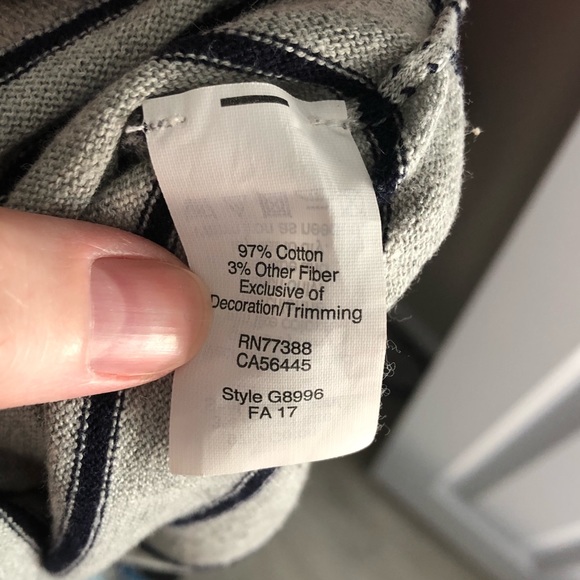 97% Cotton
3% Other Fiber
Exclusive of
Decoration/Trimming
RN77388
CA56445
Style G8996
FA 17